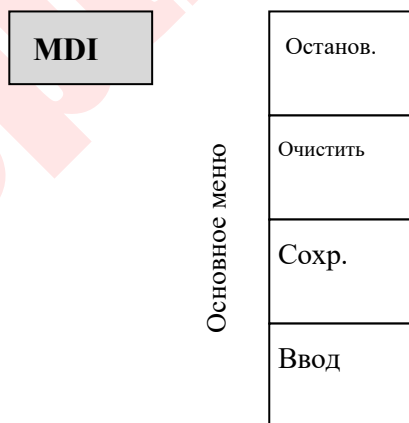 MDI
Останов.
Очистить
Основное меню
Сохр.
Ввод